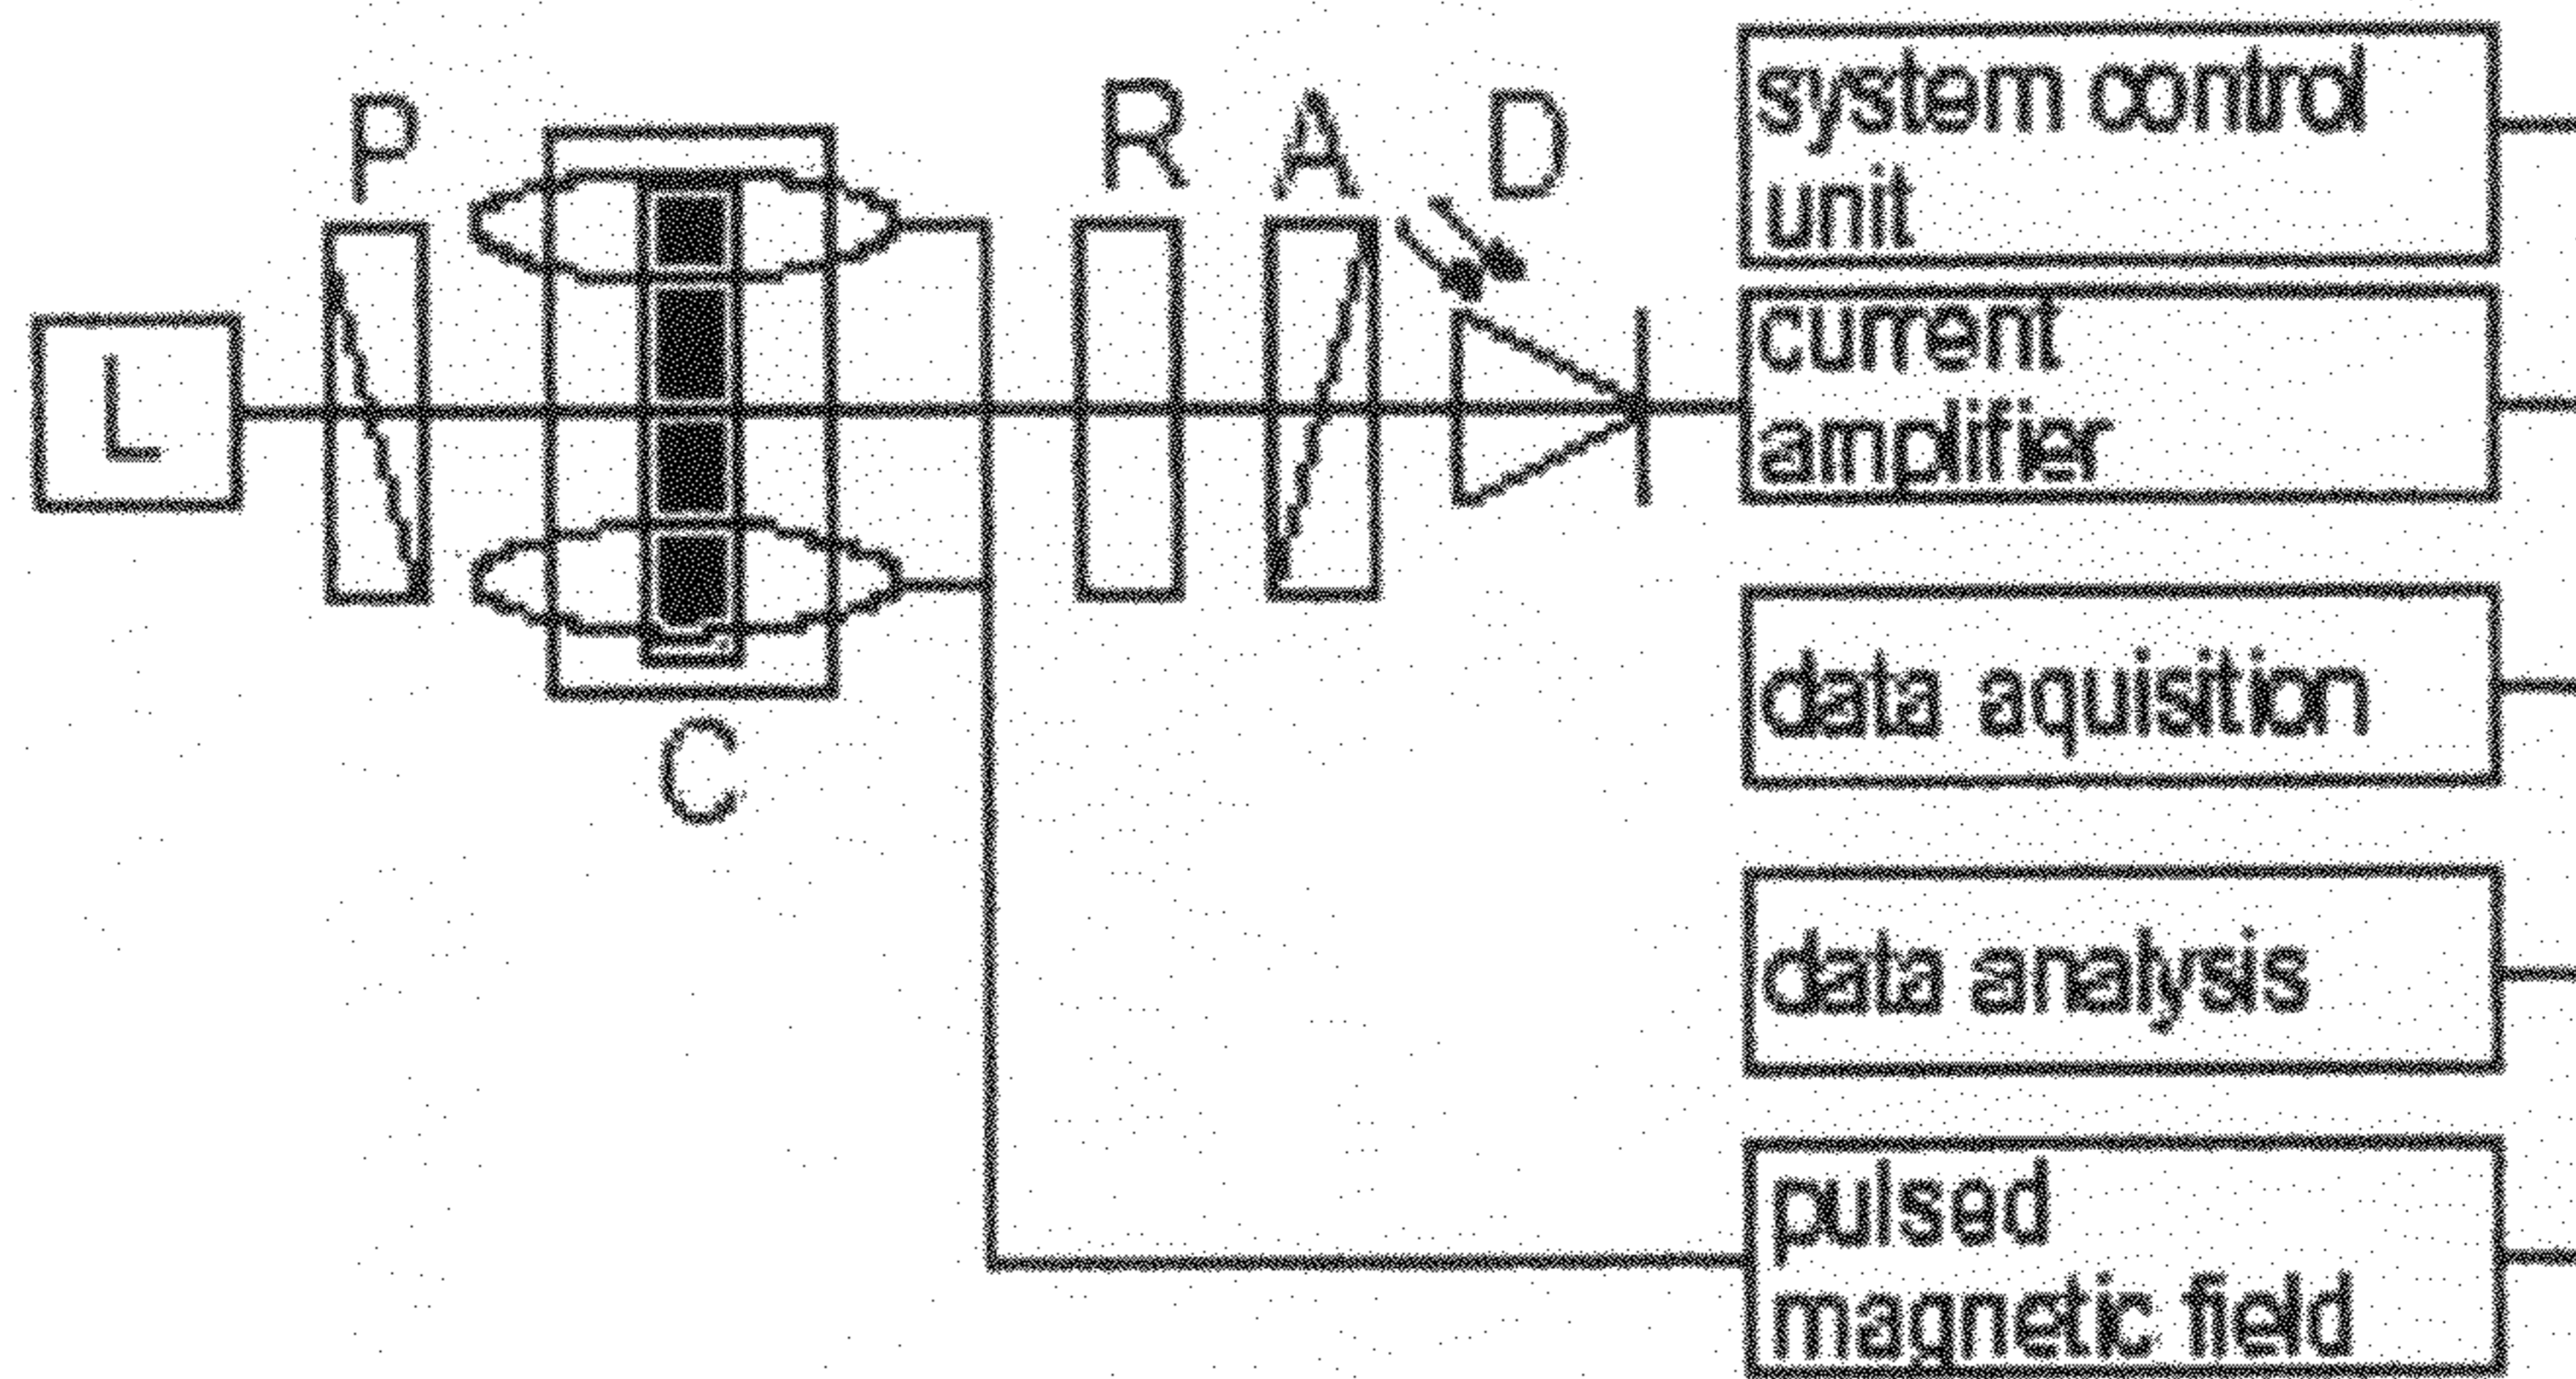 P
R
A
D
L
C
system control
unit
current
amplifier
data aquisition
data analysis
pulsed
magnetic field